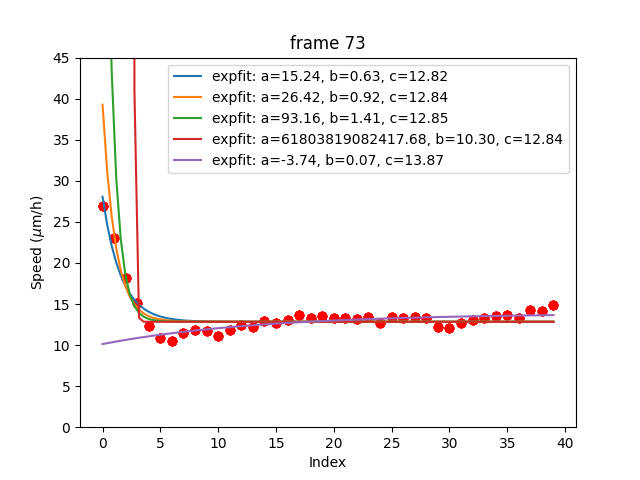 frame 73
expfit: a=15.24, b=0.63, c=12.82
expfit: a=26.42, b=0.92, c=12.84
expfit: a=93.16, b=1.41, c=12.85
expfit: a=61803819082417.68, b=10.30, c=12.84
expfit: a=-3.74, b=0.07, c=13.87
45
40
35
30
25
20
15
10
5
0
Speed (μm/h)
0 5 10 15 20 25 30 35 40
Index